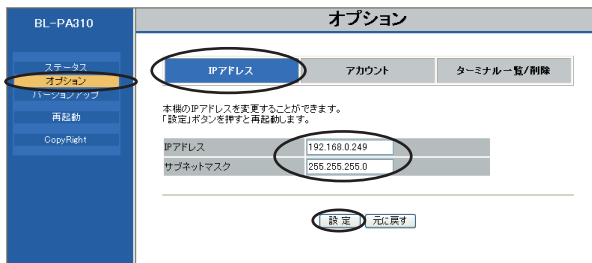 BL-PA310
ステータス
オプション
バージョンアップ
再起動
CopyRight
オプション
IPアドレス
アカウント
ターミナル一覧/削除
本機のIPアドレスを変更することができます。
「設定」ボタンを押すと再起動します。
IPアドレス 192.168.0.249
サブネットマスク 255.255.255.0
設定 元に戻す